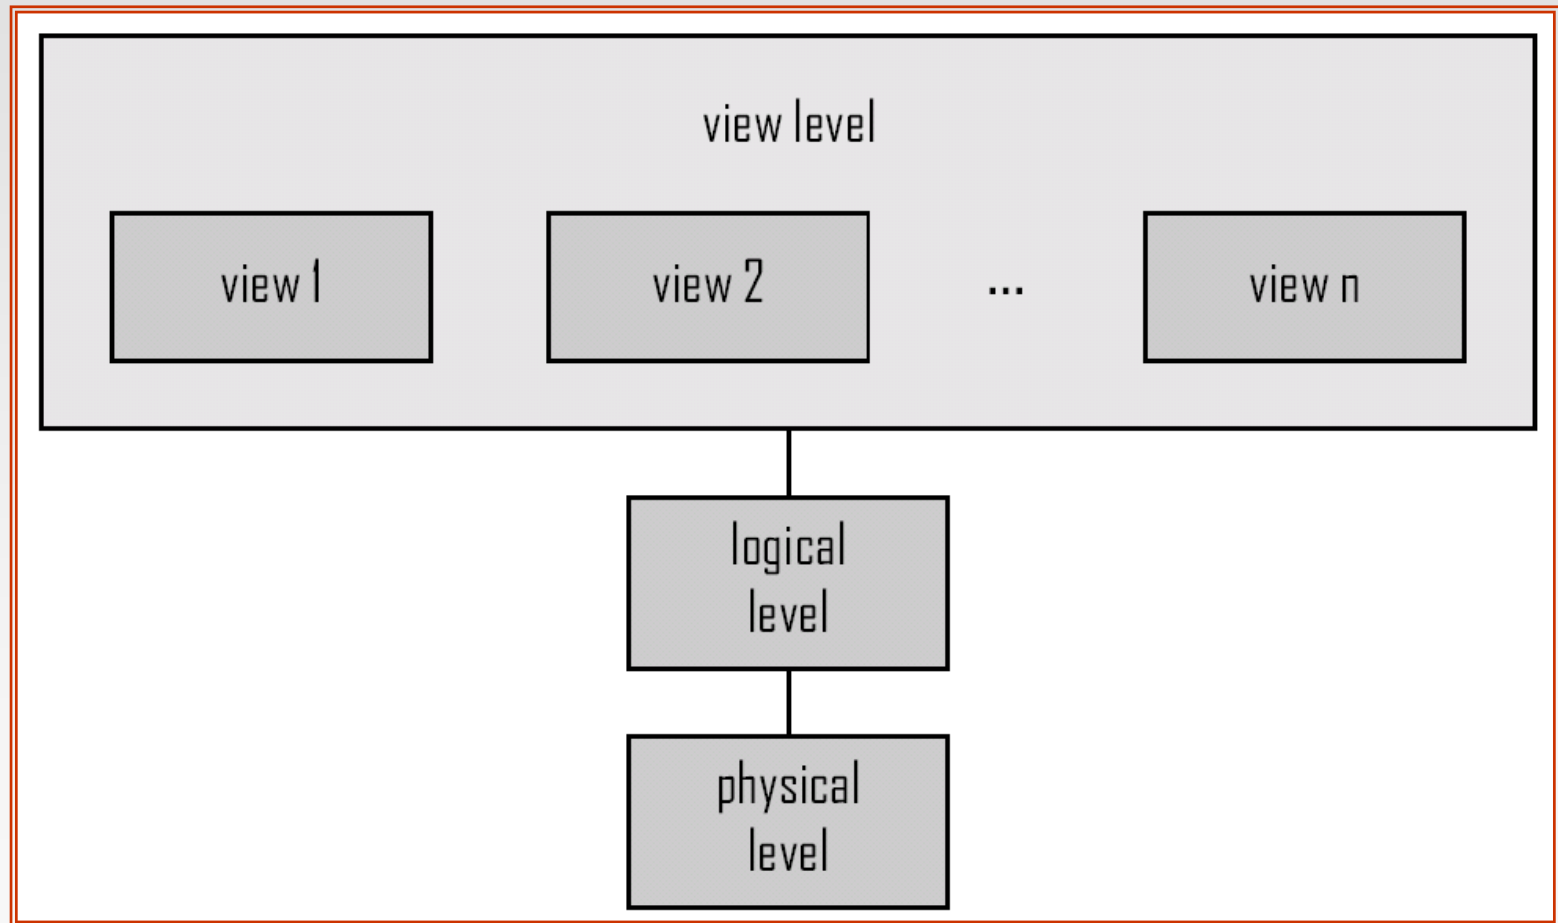 view level
view 1
view 2
...
view n
logical
level
physical
level